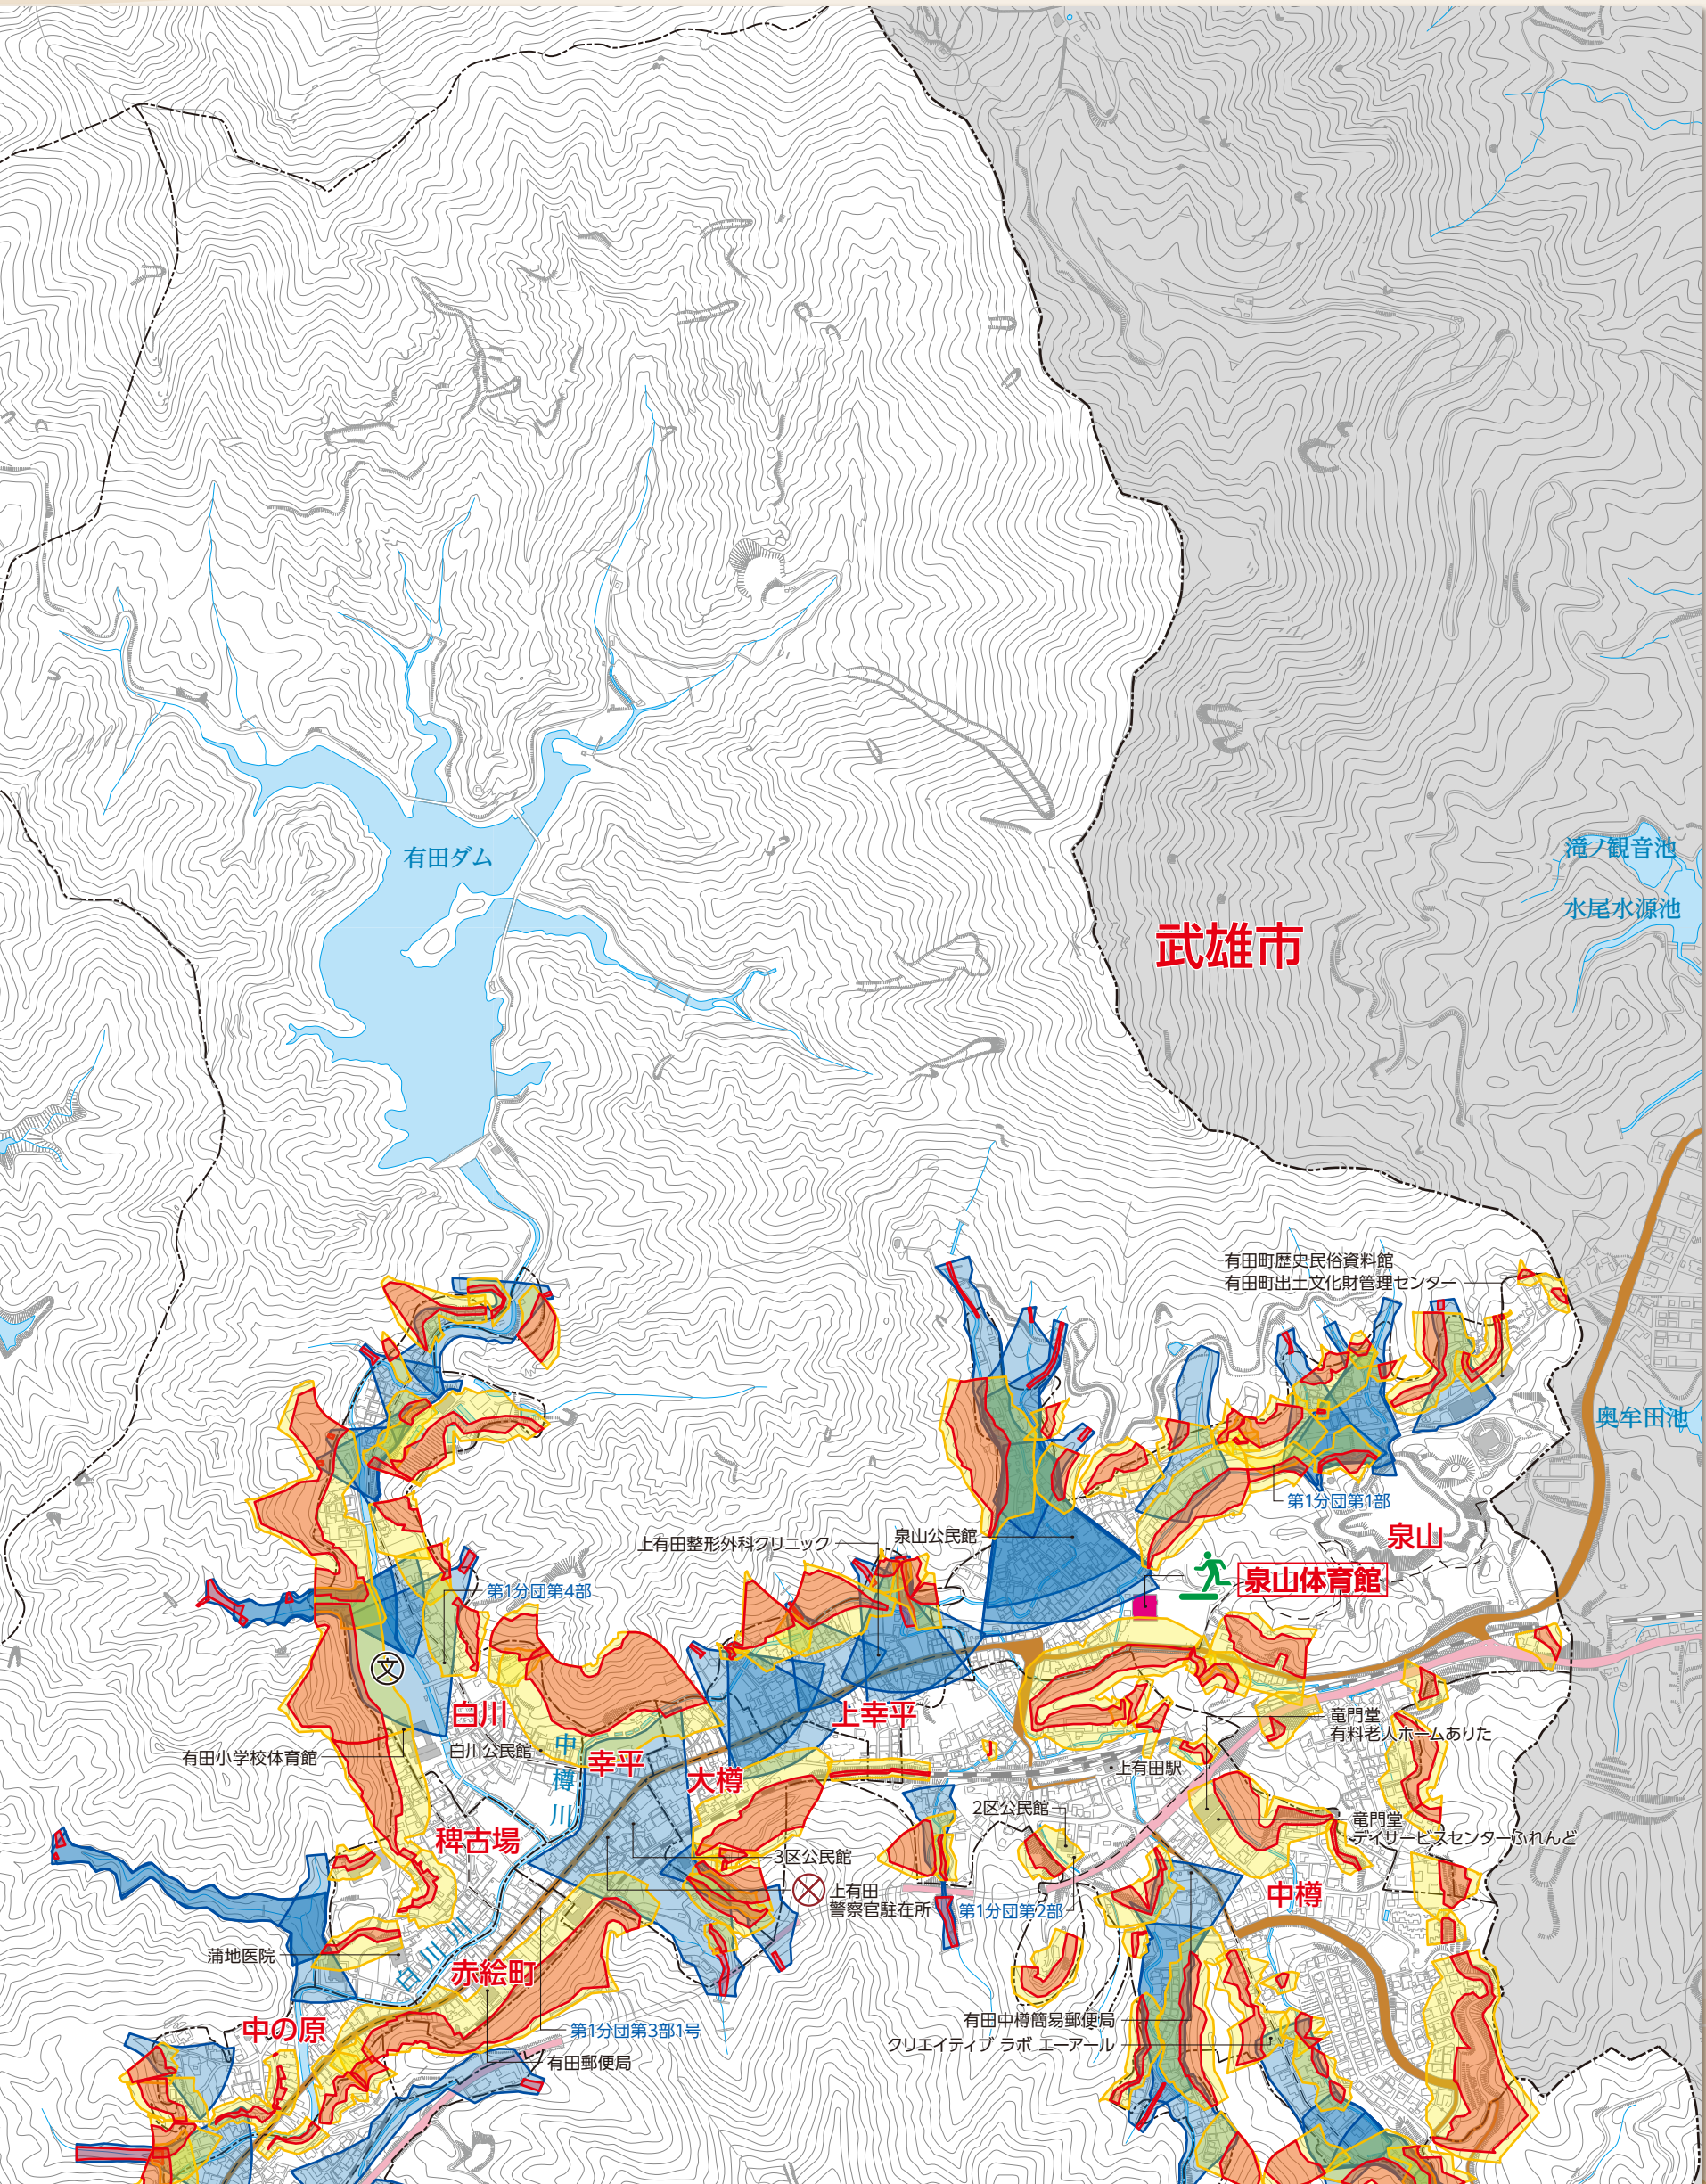 有田ダム
滝ノ観音池
水尾水源池
武雄市
有田町歴史民俗資料館
有田町出土文化財管理センター
奥牟田池
第1分団第1部
泉山
泉山公民館
上有田整形外科クリニック
泉山体育館
第1分団第4部
文
白川
上幸平
有田小学校体育館
白川公民館
中樽川
幸平
大樽
竜門堂
有料老人ホームありた
上有田駅
2区公民館
竜門堂
デイサービスセンターふれんど
稗古場
3区公民館
上有田
警察官駐在所
第1分団第2部
中樽
蒲地医院
白川川
赤絵町
中の原
第1分団第3部1号
有田郵便局
有田中樽簡易郵便局
クリエイティブ ラボ エーアール